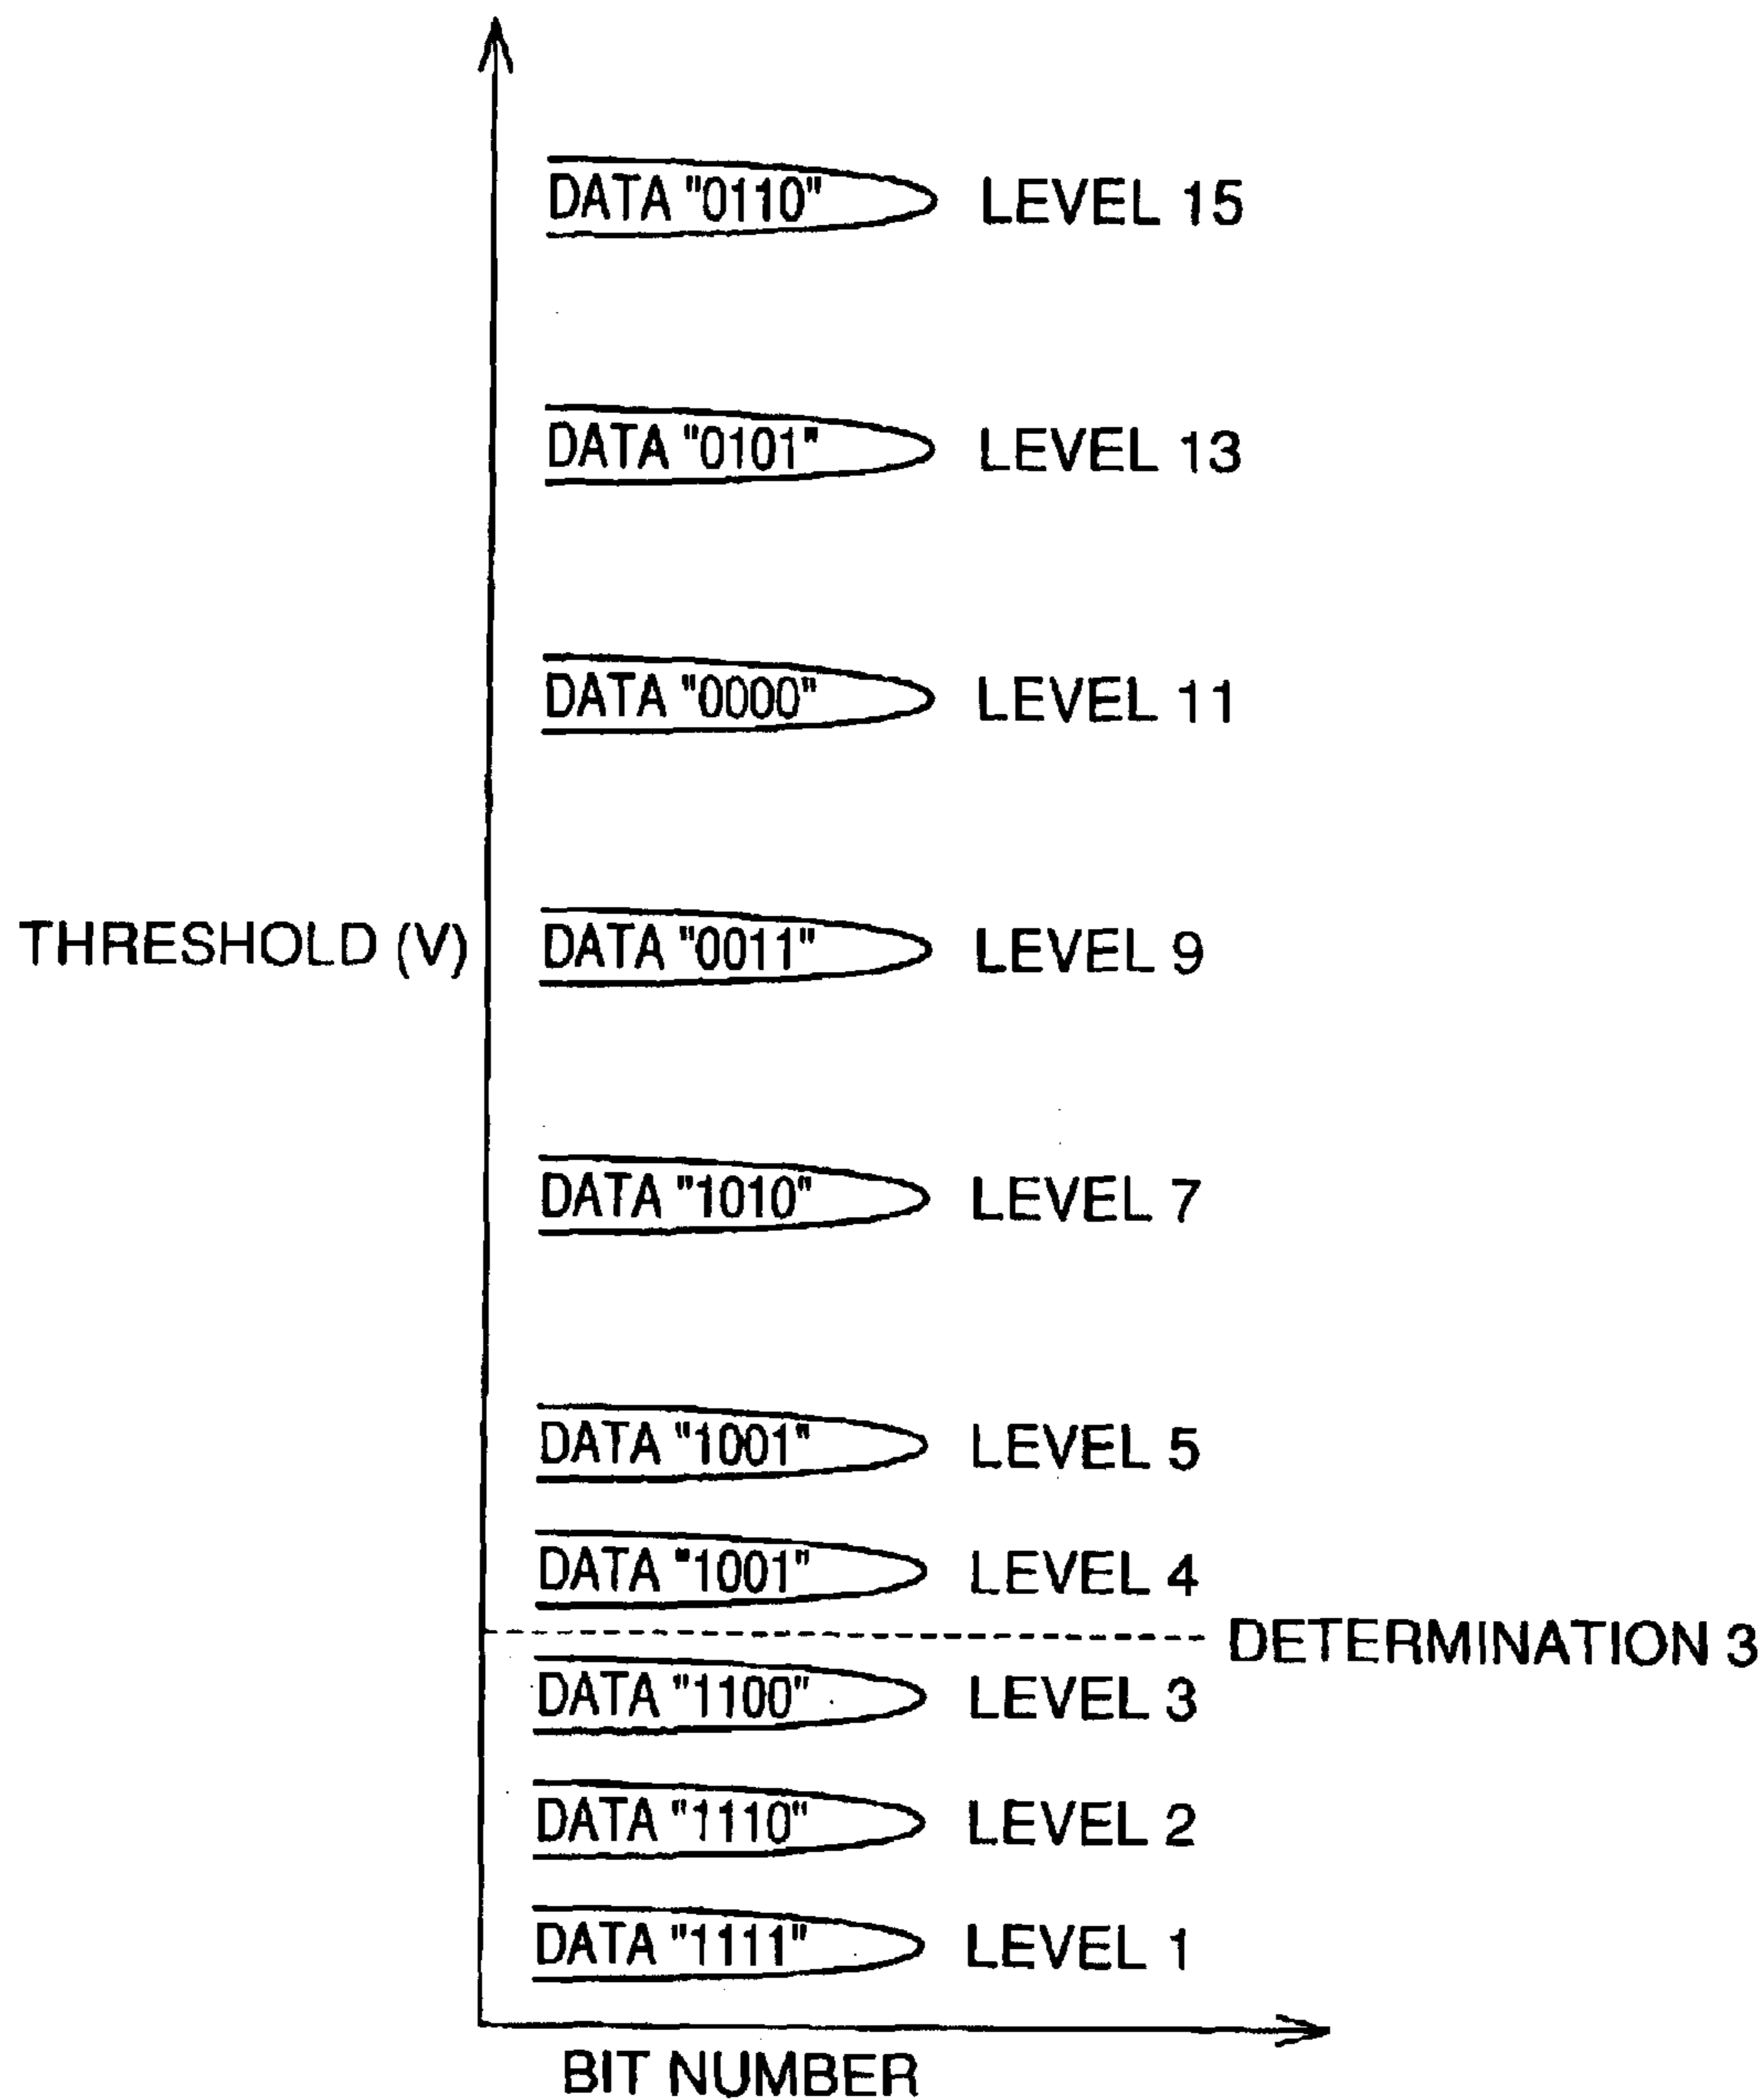 DATA "0110" LEVEL 15
DATA "0101" LEVEL 13
DATA "0000" LEVEL 11
THRESHOLD (V) DATA "0011" LEVEL 9
DATA "1010" LEVEL 7
DATA "1001" LEVEL 5
DATA "1001" LEVEL 4
DETERMINATION 3
DATA "1100" LEVEL 3
DATA "1110" LEVEL 2
DATA "1111" LEVEL 1
BIT NUMBER